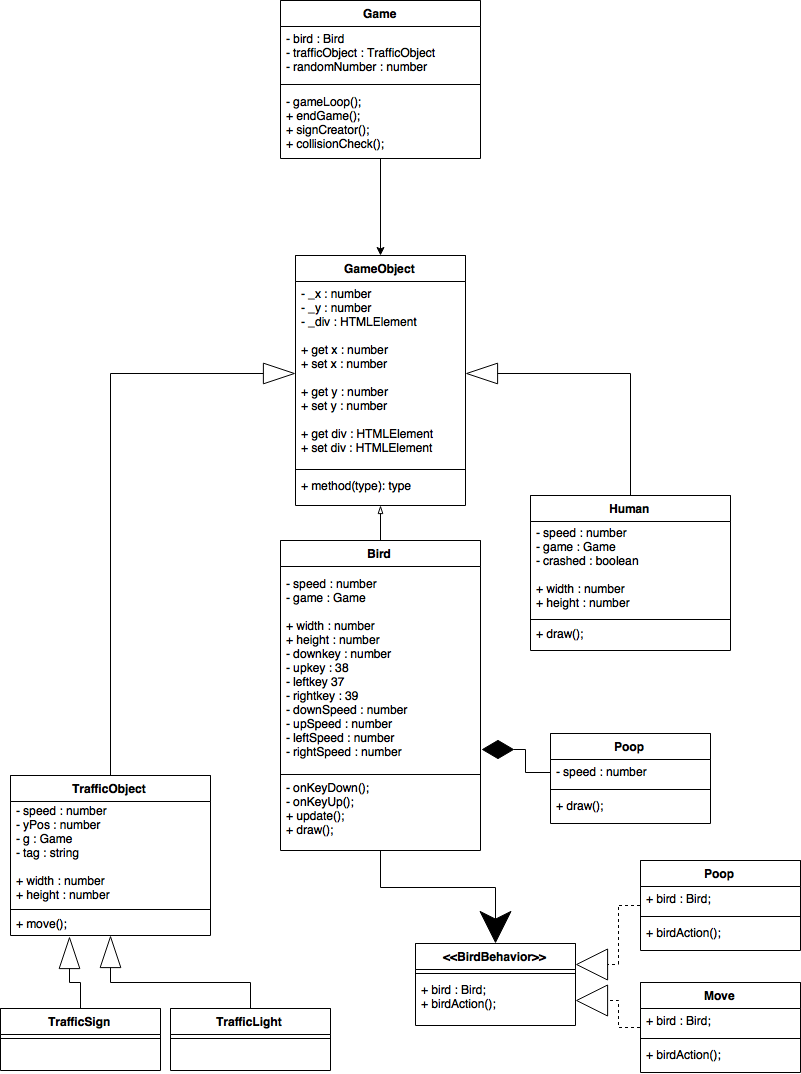 Game
- bird : Bird
- trafficObject : TrafficObject
- randomNumber : number
- gameLoop();
+ endGame();
+ signCreator();
+ collisionCheck();
GameObject
- _x : number
- _y : number
- _div : HTMLElement
+ get x : number
+ set x : number
+ get y : number
+ set y : number
+ get div : HTMLElement
+ set div : HTMLElement
+ method(type): type
Human
- speed : number
- game : Game
- crashed : boolean
+ width : number
+ height : number
+ draw();
Bird
- speed : number
- game : Game
+ width : number
+ height : number
- downkey : number
- upkey : 38
- leftkey 37
- rightkey : 39
- downSpeed : number
- upSpeed : number
- leftSpeed : number
- rightSpeed : number
- onKeyDown();
- onKeyUp();
+ update();
+ draw();
Poop
- speed : number
+ draw();
TrafficObject
- speed : number
- yPos : number
- g : Game
- tag : string
+ width : number
+ height : number
+ move();
Poop
+ bird : Bird;
+ birdAction();
<<BirdBehavior>>
+ bird : Bird;
+ birdAction();
Move
+ bird : Bird;
+ birdAction();
TrafficSign
TrafficLight